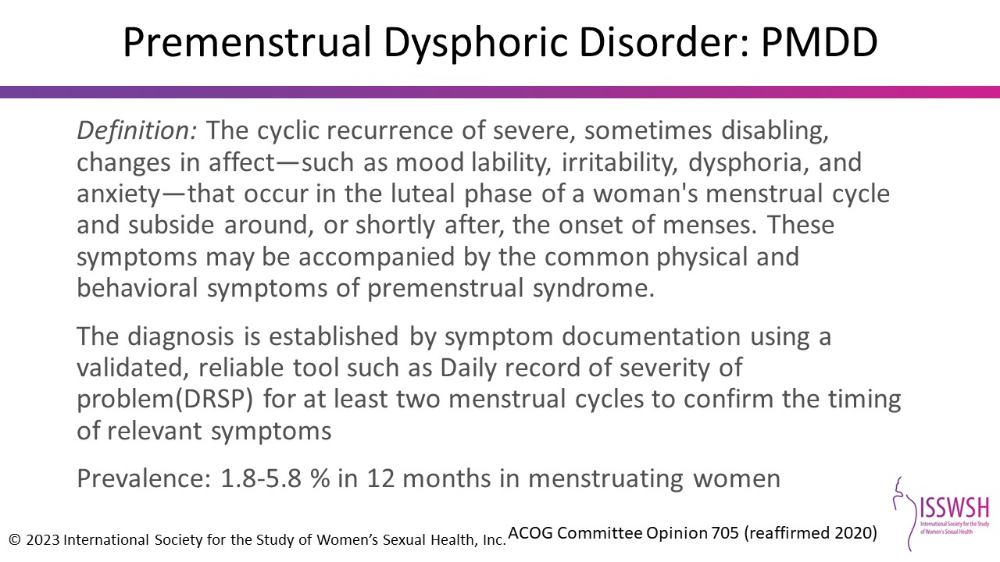 Premenstrual Dysphoric Disorder: PMDD
Definition: The cyclic recurrence of severe, sometimes disabling,
changes in affect—such as mood lability, irritability, dysphoria, and
anxiety—that occur in the luteal phase of a woman's menstrual cycle
and subside around, or shortly after, the onset of menses. These
symptoms may be accompanied by the common physical and
behavioral symptoms of premenstrual syndrome.
The diagnosis is established by symptom documentation using a
validated, reliable tool such as Daily record of severity of
problem(DRSP) for at least two menstrual cycles to confirm the timing
of relevant symptoms
Prevalence: 1.8-5.8 % in 12 months in menstruating women
ISSWSH
International Society for the Study
of Women's Sexual Health
© 2023 International Society for the Study of Women’s Sexual Health, Inc.
ACOG Committee Opinion 705 (reaffirmed 2020)